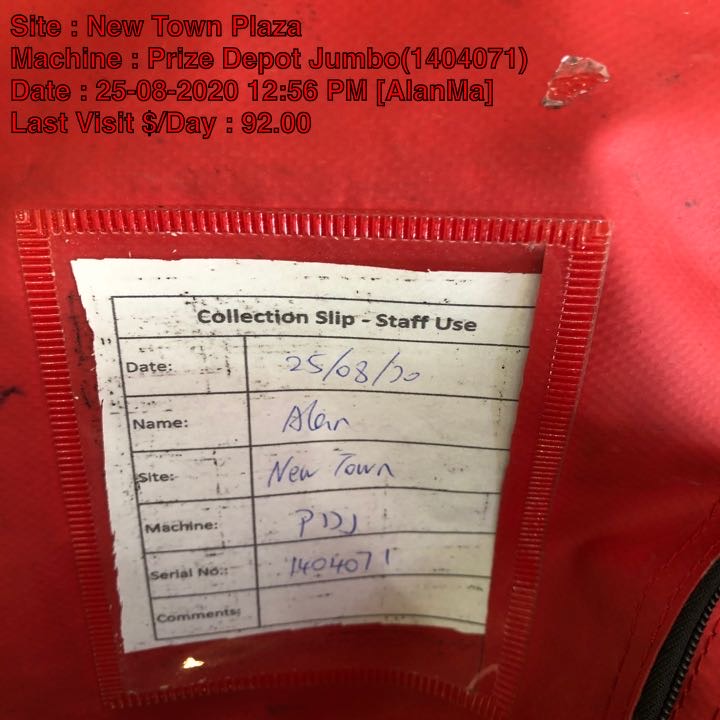 Site : New Town Plaza
Machine : Prize Depot Jumbo(1404071)
Date : 25-08-2020 12:56 PM [AlanMa]
Last Visit $/Day : 92.00
Collection Slip - Staff Use
Date: 25/08/20
Name: Alan
Site: New Town
Machine: PDJ
Serial No.: 1404071
Comments: